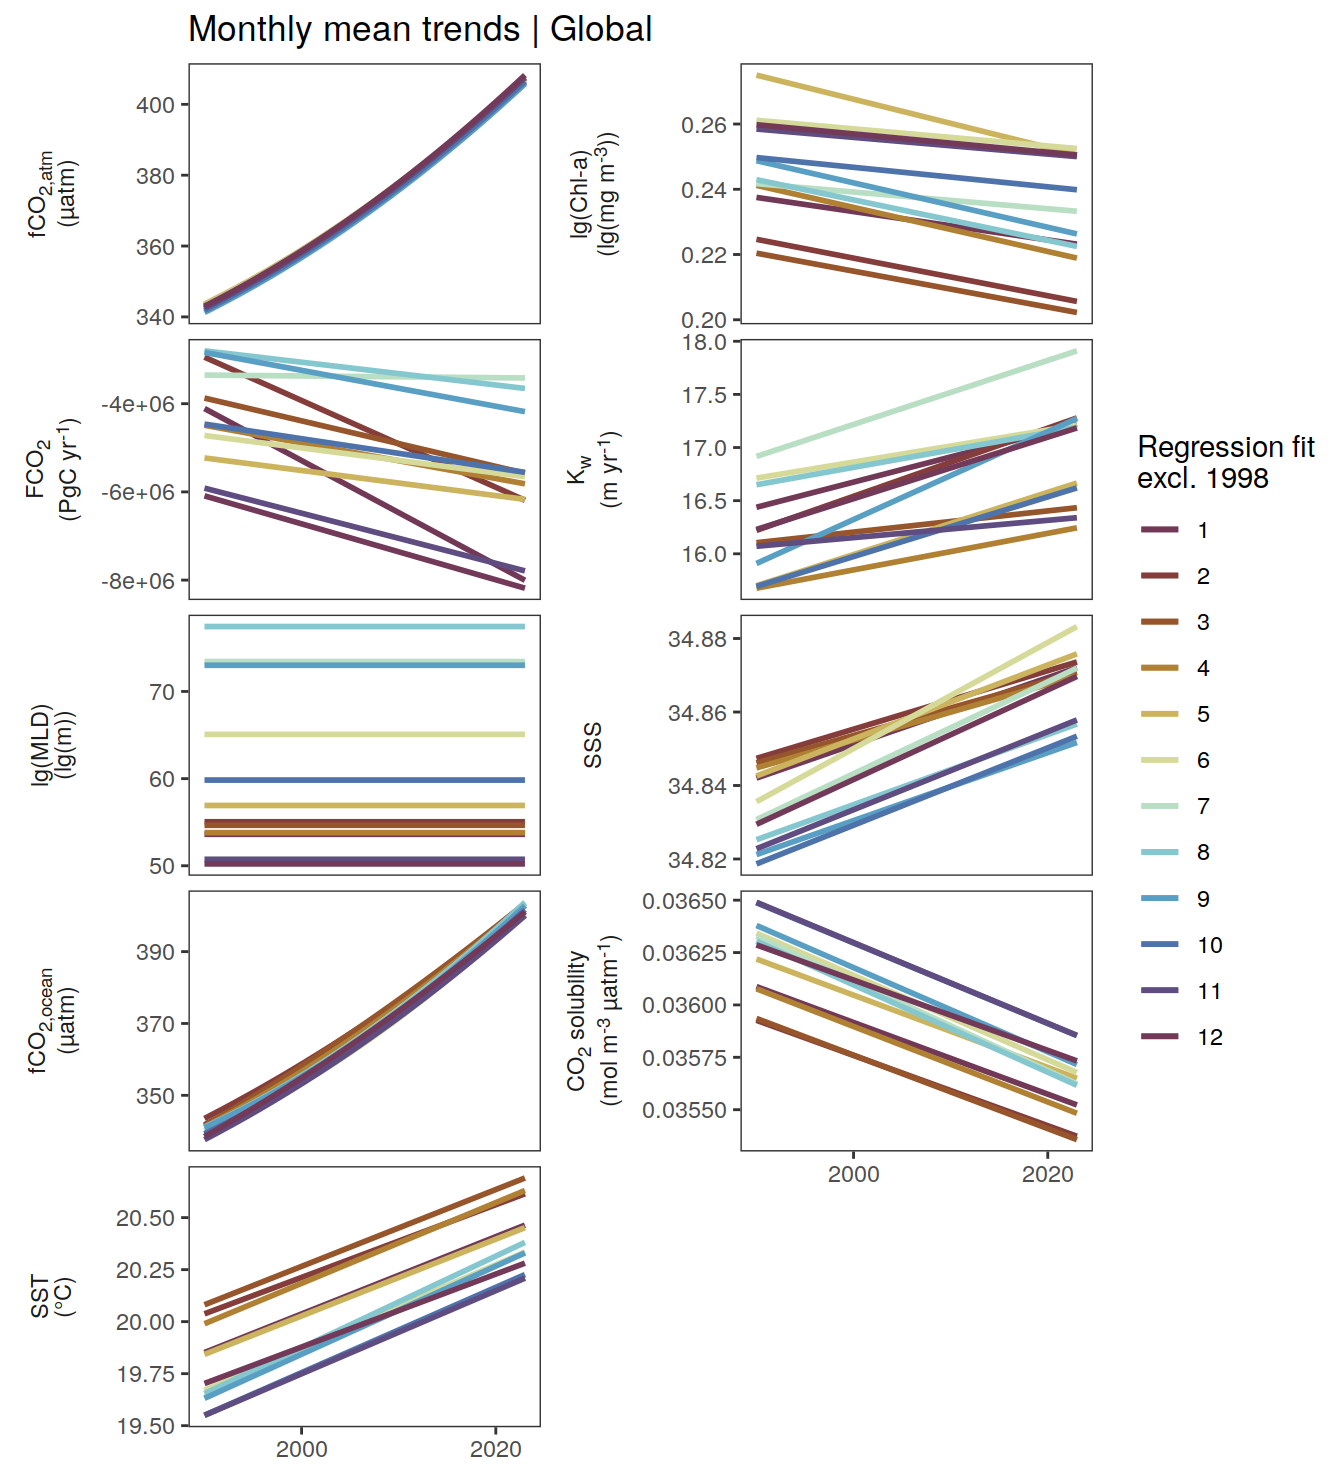 Monthly mean trends | Global
fCO2,atm
(µatm)
400
380
360
340
lg(Chl-a)
(lg(mg m-3))
0.26
0.24
0.22
0.20
FCO2
(PgC yr-1)
-4e+06
-6e+06
-8e+06
Kw
(m yr-1)
18.0
17.5
17.0
16.5
16.0
lg(MLD)
(lg(m))
70
60
50
SSS
34.88
34.86
34.84
34.82
fCO2,ocean
(µatm)
390
370
350
CO2 solubility
(mol m-3 µatm-1)
0.03650
0.03625
0.03600
0.03575
0.03550
2000 2020
SST
(°C)
20.50
20.25
20.00
19.75
19.50
2000 2020
Regression fit
excl. 1998
1
2
3
4
5
6
7
8
9
10
11
12